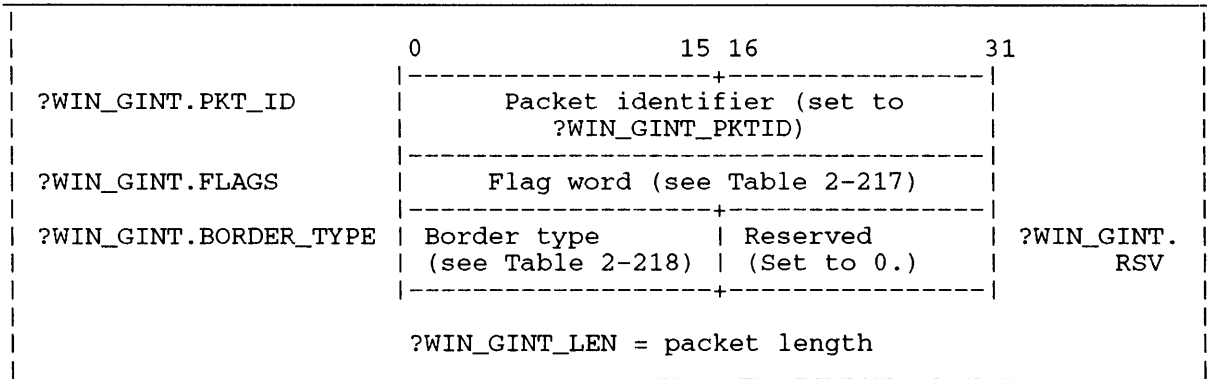 0 15 16 31
?WIN_GINT.PKT_ID Packet identifier (set to
?WIN_GINT_PKTID)
?WIN_GINT.FLAGS Flag word (see Table 2-217)
?WIN_GINT.BORDER_TYPE Border type Reserved ?WIN_GINT.
(see Table 2-218) (Set to 0.) RSV
?WIN_GINT_LEN = packet length